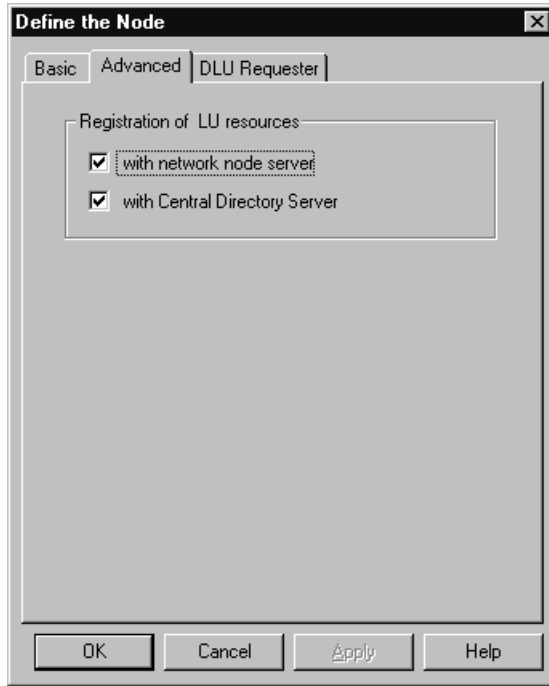 Define the Node
Basic Advanced DLU Requester
Registration of LU resources
with network node server
with Central Directory Server
OK Cancel Apply Help